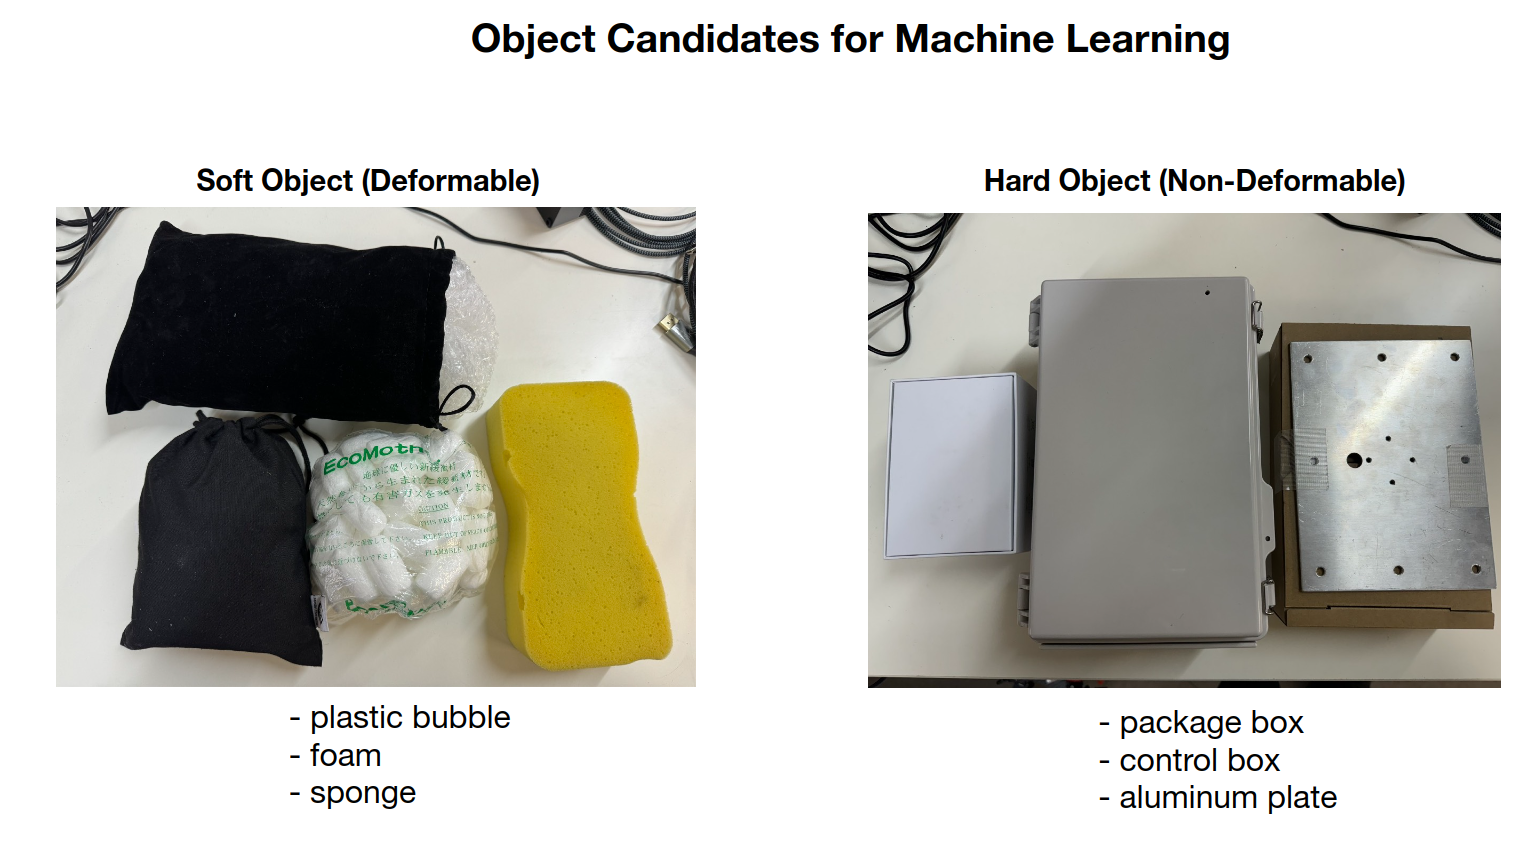 Object Candidates for Machine Learning
Soft Object (Deformable)
Hard Object (Non-Deformable)
EcoMoth
CAUTION
- plastic bubble
- foam
- sponge
- package box
- control box
- aluminum plate